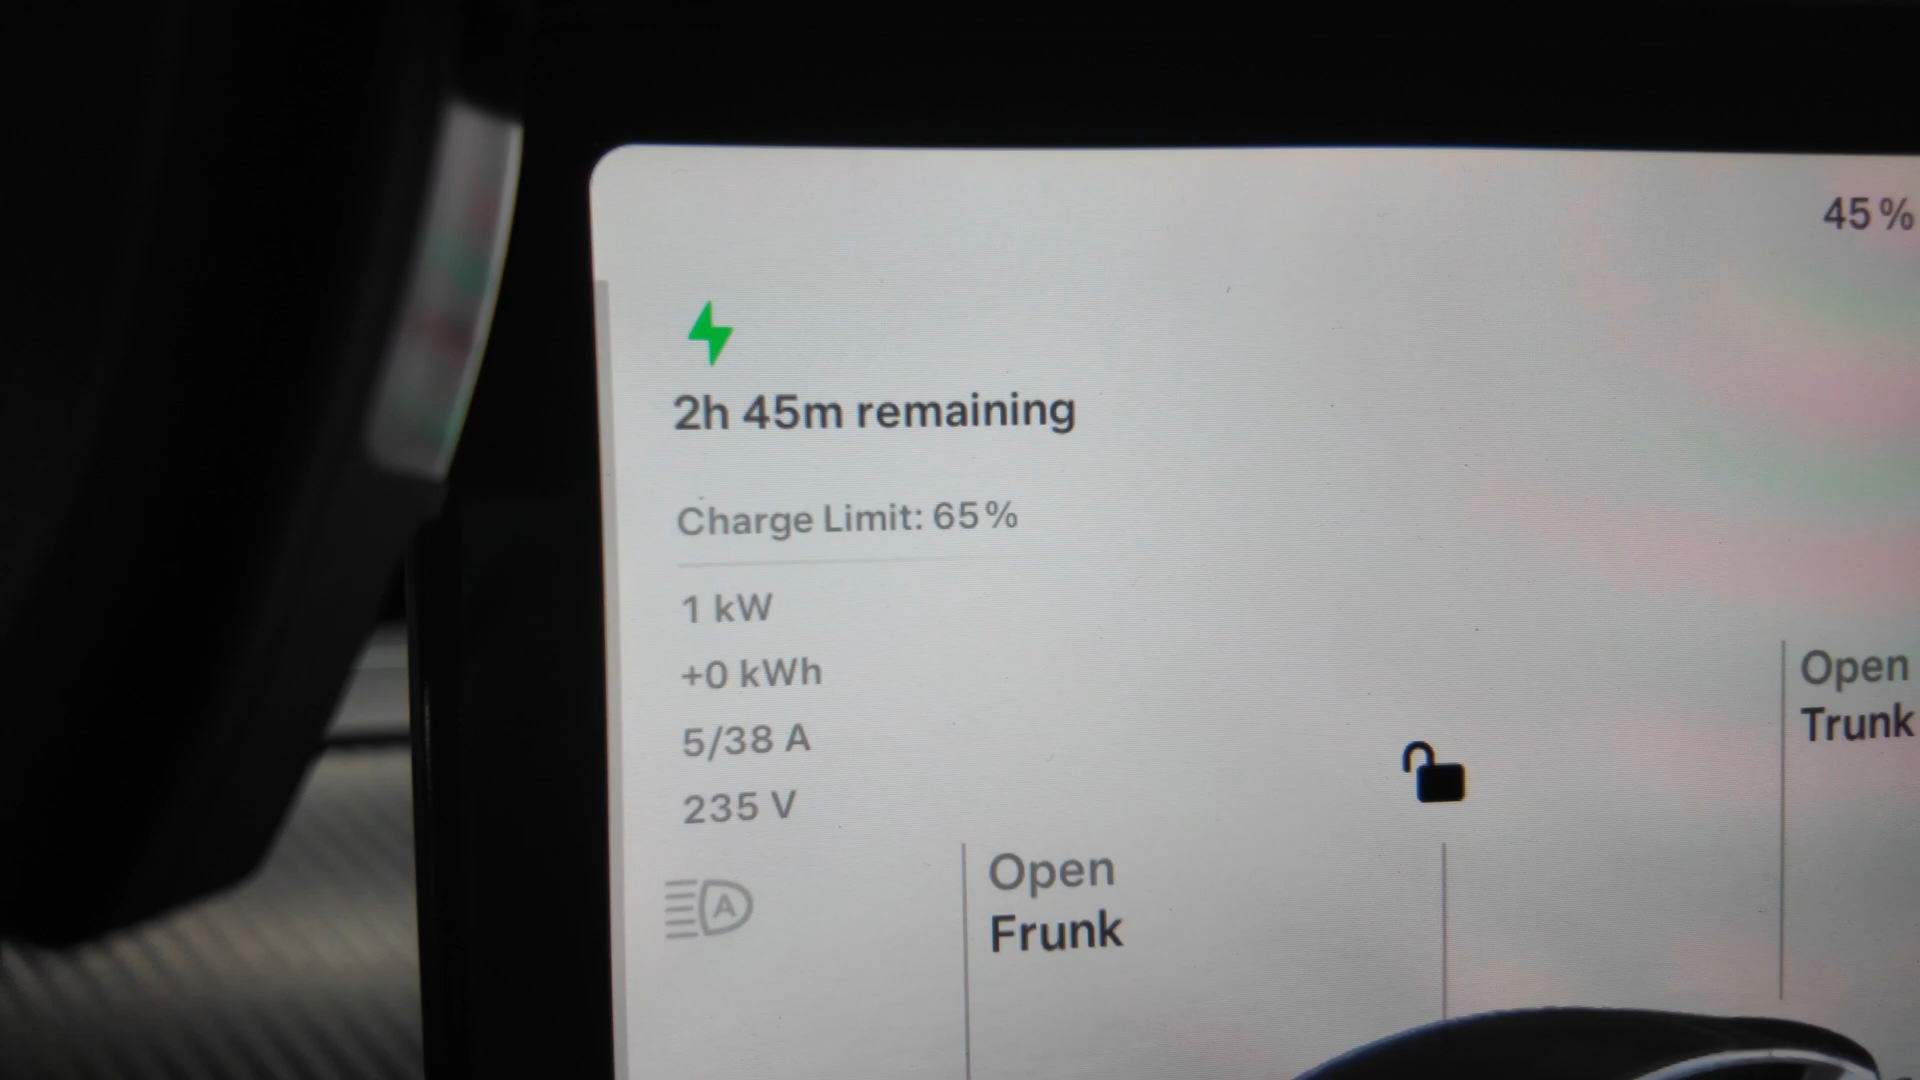 45%
2h 45m remaining
Charge Limit: 65%
1 kW
+0 kWh
5/38 A
235 V
A
Open
Frunk
Open
Trunk